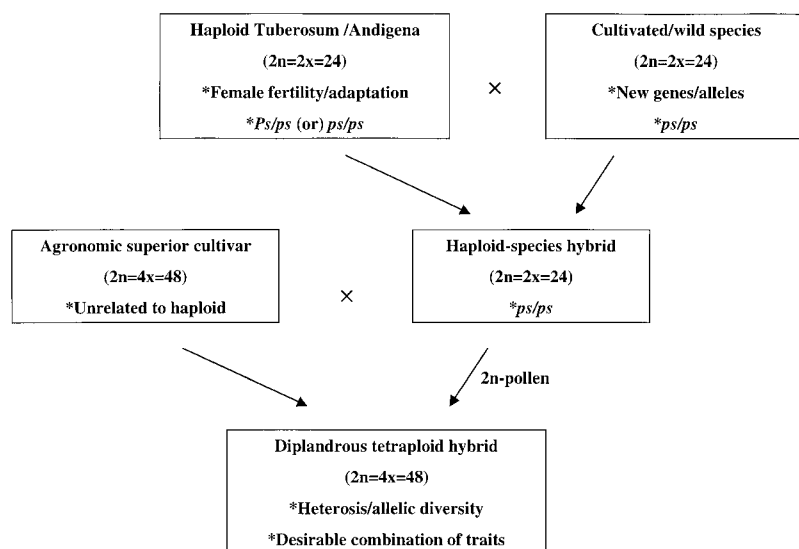 Haploid Tuberosum /Andigena
(2n=2x=24)
*Female fertility/adaptation
*Ps/ps (or) ps/ps
×
Cultivated/wild species
(2n=2x=24)
*New genes/alleles
*ps/ps
Agronomic superior cultivar
(2n=4x=48)
*Unrelated to haploid
×
Haploid-species hybrid
(2n=2x=24)
*ps/ps
2n-pollen
Diplandrous tetraploid hybrid
(2n=4x=48)
*Heterosis/allelic diversity
*Desirable combination of traits